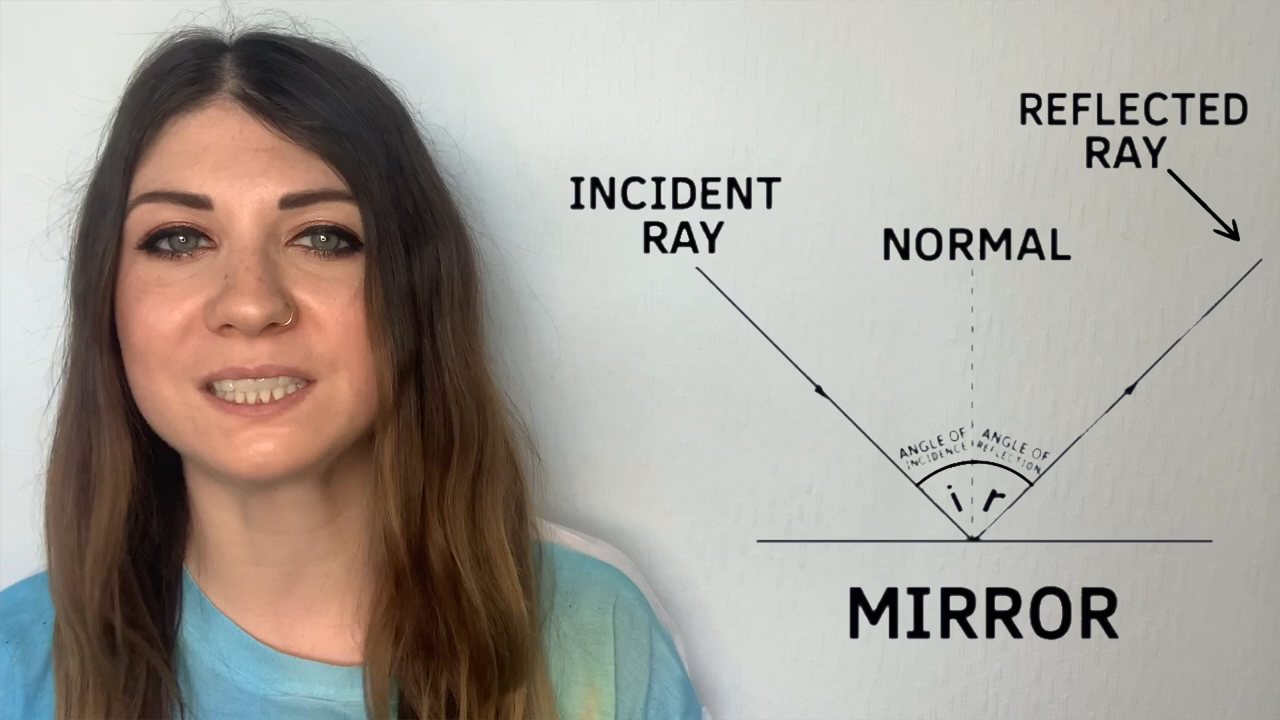 REFLECTED
RAY
INCIDENT
RAY
NORMAL
ANGLE OF
INCIDENCE
ANGLE OF
REFLECTION
i
r
MIRROR